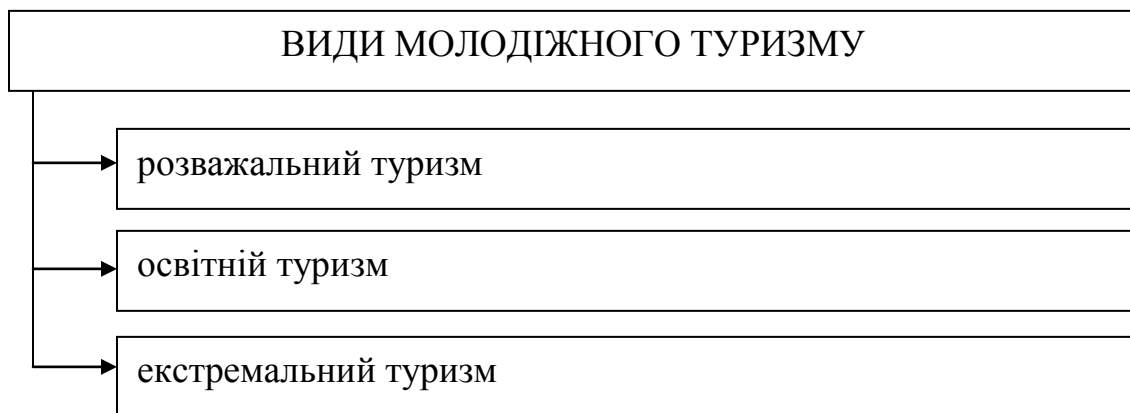 ВИДИ МОЛОДІЖНОГО ТУРИЗМУ
розважальний туризм
освітній туризм
екстремальний туризм